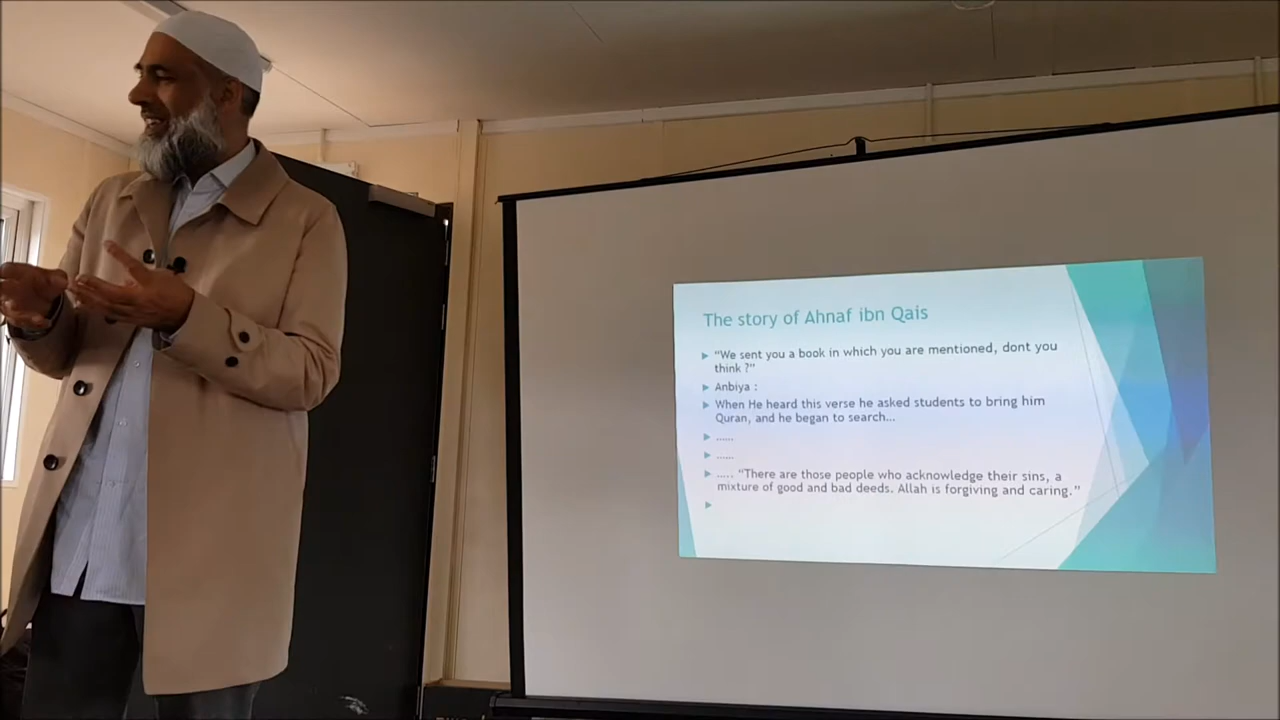 The story of Ahnaf ibn Qais
“We sent you a book in which you are mentioned, dont you
think ?”
Anbiya :
When He heard this verse he asked students to bring him
Quran, and he began to search...
......
......
..... “There are those people who acknowledge their sins, a
mixture of good and bad deeds. Allah is forgiving and caring.”